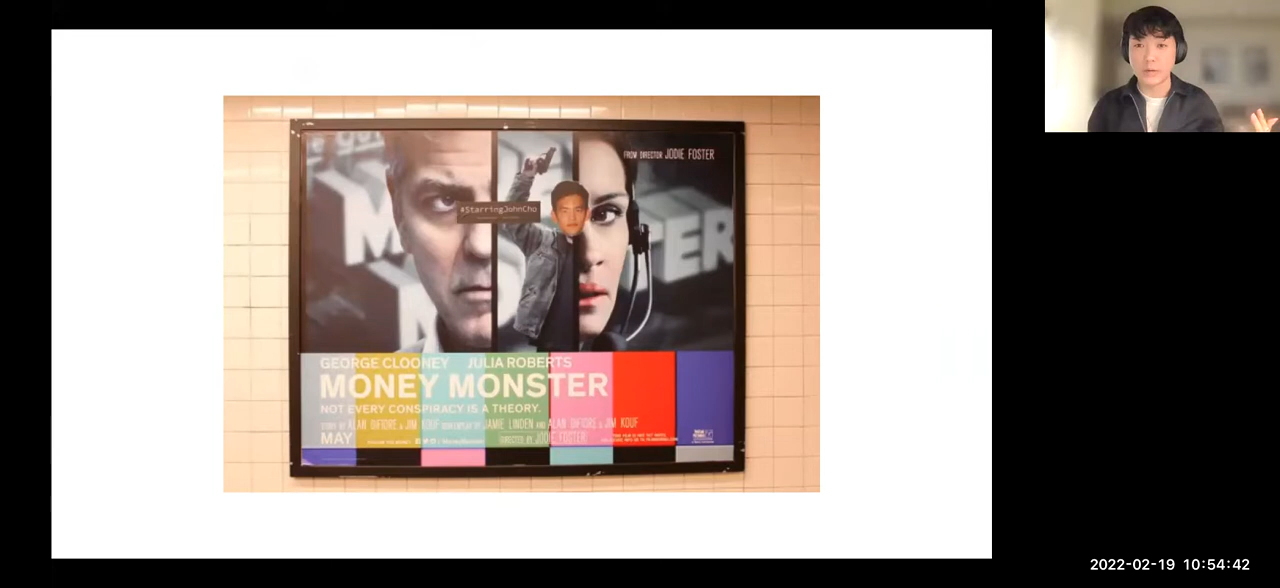 FROM DIRECTOR JODIE FOSTER
#StarringJohnCho
GEORGE CLOONEY JULIA ROBERTS
MONEY MONSTER
NOT EVERY CONSPIRACY IS A THEORY.
STORY BY ALAN DIFIORE & JIM KOUF SCREENPLAY BY JAMIE LINDEN AND ALAN DIFIORE & JIM KOUF
MAY
DIRECTED BY JODIE FOSTER
2022-02-19 10:54:42